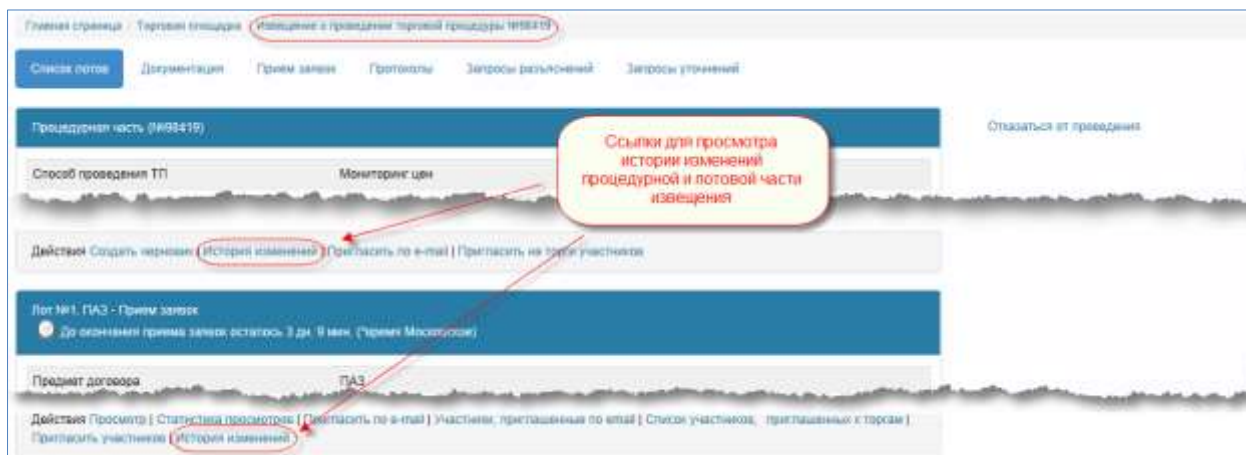 Главная страница / Торговая площадка / Извещение о проведении торговой процедуры №98419
Список лотов Документация Прием заявок Протоколы Запросы разъяснений Запросы уточнений
Процедурная часть (№98419)
Отказаться от проведения
Ссылки для просмотра
истории изменений
процедурной и лотовой части
извещения
Способ проведения ТП Мониторинг цен
Действия Создать черновик | История изменений | Пригласить по e-mail | Пригласить на торги участников
Лот №1. ПАЗ - Прием заявок
До окончания приема заявок осталось 3 дн. 9 мин. (*время Московское)
Предмет договора ПАЗ
Действия Просмотр | Статистика просмотров | Пригласить по e-mail | Участники, приглашенные по email | Список участников, приглашенных к торгам |
Пригласить участников | История изменений